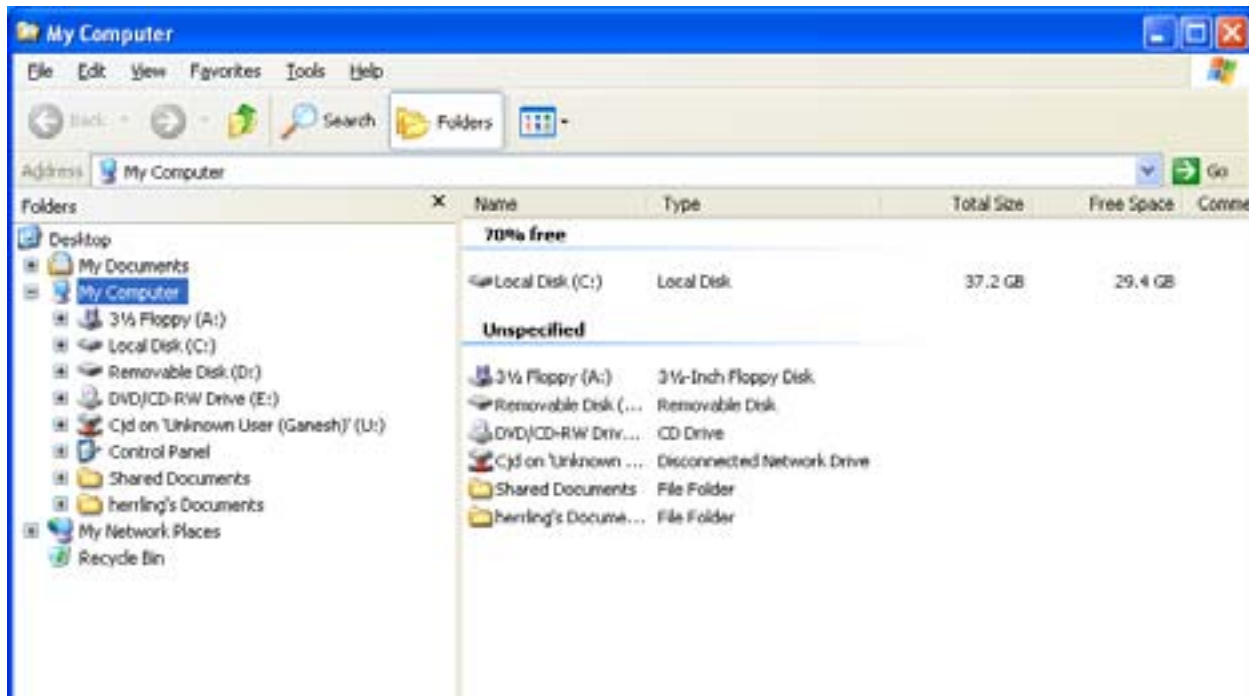 My Computer
File Edit View Favorites Tools Help
Back Search Folders
Address My Computer Go
Folders
Desktop
My Documents
My Computer
3½ Floppy (A:)
Local Disk (C:)
Removable Disk (D:)
DVD/CD-RW Drive (E:)
Cjd on 'Unknown User (Ganesh)' (U:)
Control Panel
Shared Documents
herrling's Documents
My Network Places
Recycle Bin
Name Type Total Size Free Space Comme
70% free
Local Disk (C:) Local Disk 37.2 GB 29.4 GB
Unspecified
3½ Floppy (A:) 3½-Inch Floppy Disk
Removable Disk (... Removable Disk
DVD/CD-RW Driv... CD Drive
Cjd on 'Unknown ... Disconnected Network Drive
Shared Documents File Folder
herrling's Docume... File Folder